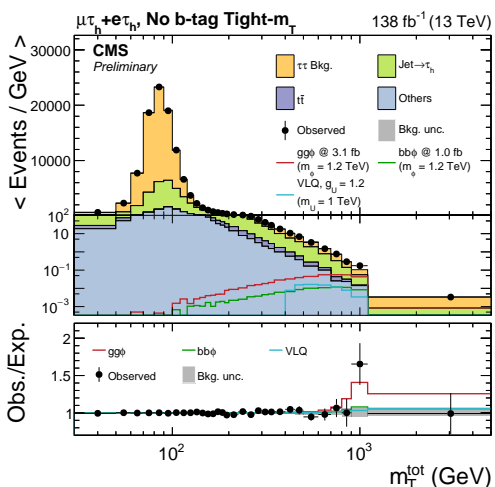 μτh+eτh, No b-tag Tight-mT 138 fb-1 (13 TeV)
CMS
Preliminary
ττ Bkg. Jet→τh
tt̄ Others
Observed Bkg. unc.
ggϕ @ 3.1 fb bbϕ @ 1.0 fb
(mϕ = 1.2 TeV) (mϕ = 1.2 TeV)
VLQ, gU = 1.2
(mU = 1 TeV)
< Events / GeV >
30000
20000
10000
10²
10
10⁻¹
10⁻³
Obs./Exp.
2
1.5
1
0.5
ggϕ bbϕ VLQ
Observed Bkg. unc.
10² 10³
mTtot (GeV)